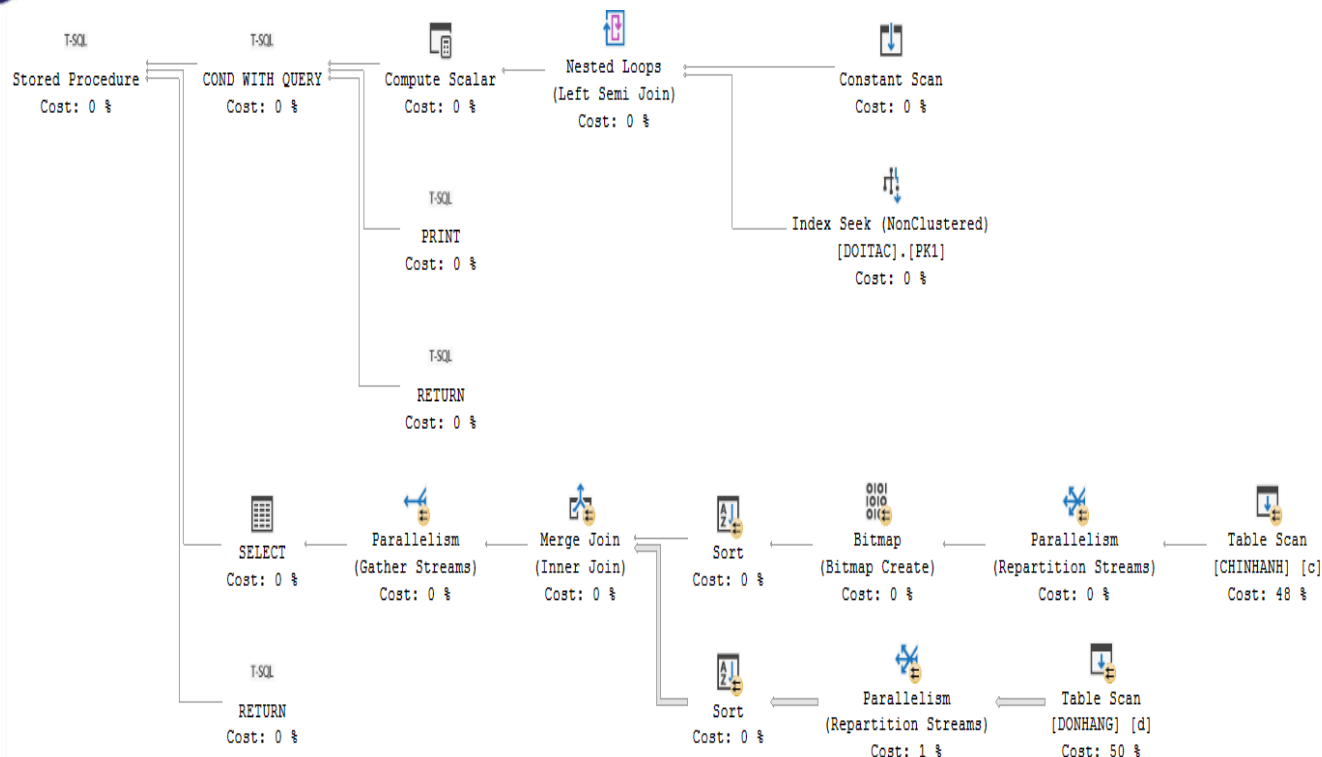 T-SQL
Stored Procedure
Cost: 0 %
T-SQL
COND WITH QUERY
Cost: 0 %
Compute Scalar
Cost: 0 %
Nested Loops
(Left Semi Join)
Cost: 0 %
Constant Scan
Cost: 0 %
Index Seek (NonClustered)
[DOITAC].[PK1]
Cost: 0 %
T-SQL
PRINT
Cost: 0 %
T-SQL
RETURN
Cost: 0 %
SELECT
Cost: 0 %
Parallelism
(Gather Streams)
Cost: 0 %
Merge Join
(Inner Join)
Cost: 0 %
A
Z
Sort
Cost: 0 %
0101
1010
Bitmap
(Bitmap Create)
Cost: 0 %
Parallelism
(Repartition Streams)
Cost: 0 %
Table Scan
[CHINHANH] [c]
Cost: 48 %
T-SQL
RETURN
Cost: 0 %
A
Z
Sort
Cost: 0 %
Parallelism
(Repartition Streams)
Cost: 1 %
Table Scan
[DONHANG] [d]
Cost: 50 %